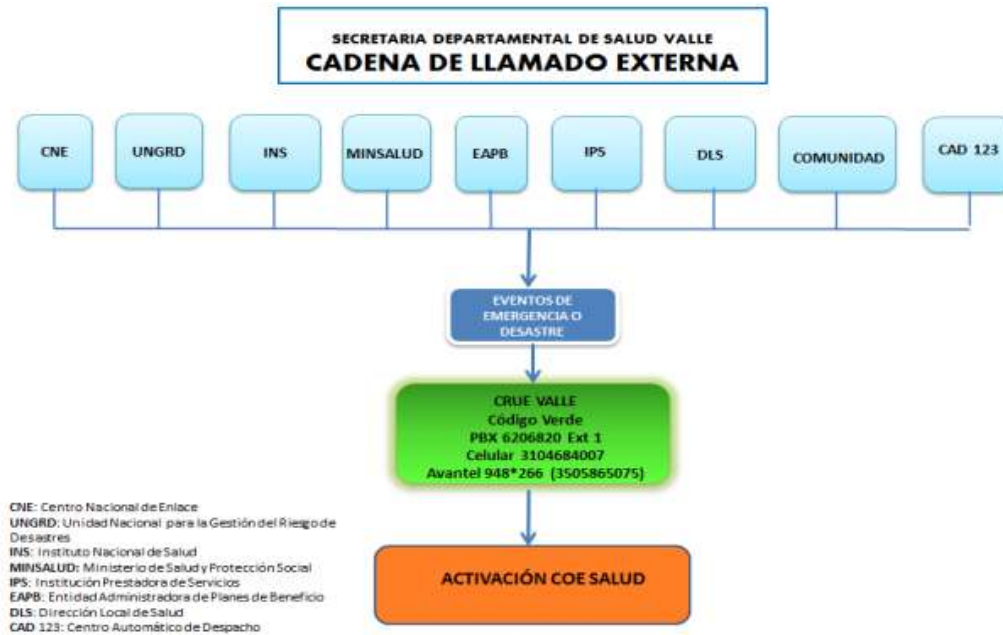 SECRETARIA DEPARTAMENTAL DE SALUD VALLE
CADENA DE LLAMADO EXTERNA
CNE
UNGRD
INS
MINSALUD
EAPB
IPS
DLS
COMUNIDAD
CAD 123
EVENTOS DE
EMERGENCIA O
DESASTRE
CRUE VALLE
Código Verde
PBX 6206820 Ext 1
Celular 3104684007
Avantel 948*266 (3505865075)
ACTIVACIÓN COE SALUD
CNE: Centro Nacional de Enlace
UNGRD: Unidad Nacional para la Gestión del Riesgo de
Desastres
INS: Instituto Nacional de Salud
MINSALUD: Ministerio de Salud y Protección Social
IPS: Institución Prestadora de Servicios
EAPB: Entidad Administradora de Planes de Beneficio
DLS: Dirección Local de Salud
CAD 123: Centro Automático de Despacho